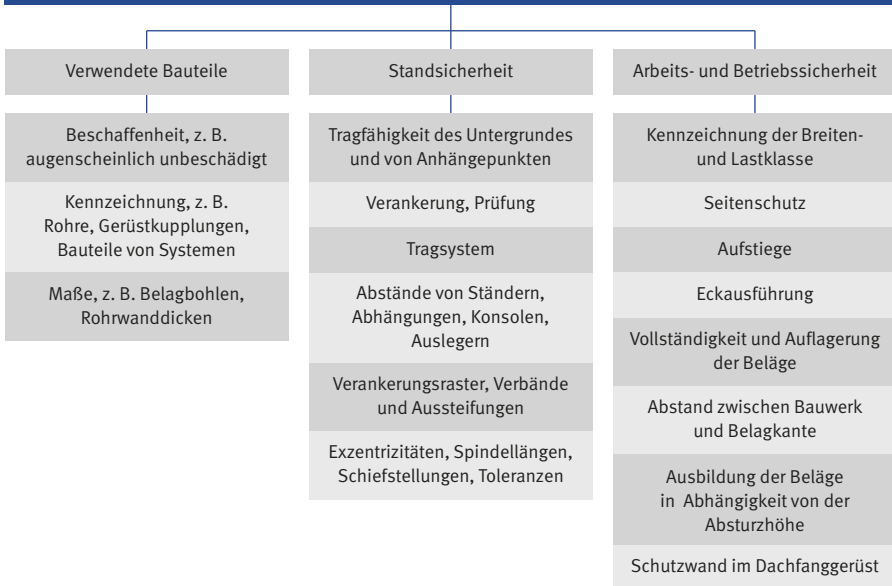 Verwendete Bauteile
Beschaffenheit, z. B.
augenscheinlich unbeschädigt
Kennzeichnung, z. B.
Rohre, Gerüstkupplungen,
Bauteile von Systemen
Maße, z. B. Belagbohlen,
Rohrwanddicken
Standsicherheit
Tragfähigkeit des Untergrundes
und von Anhängepunkten
Verankerung, Prüfung
Tragsystem
Abstände von Ständern,
Abhängungen, Konsolen,
Auslegern
Verankerungsraster, Verbände
und Aussteifungen
Exzentrizitäten, Spindellängen,
Schiefstellungen, Toleranzen
Arbeits- und Betriebssicherheit
Kennzeichnung der Breiten-
und Lastklasse
Seitenschutz
Aufstiege
Eckausführung
Vollständigkeit und Auflagerung
der Beläge
Abstand zwischen Bauwerk
und Belagkante
Ausbildung der Beläge
in Abhängigkeit von der
Absturzhöhe
Schutzwand im Dachfanggerüst